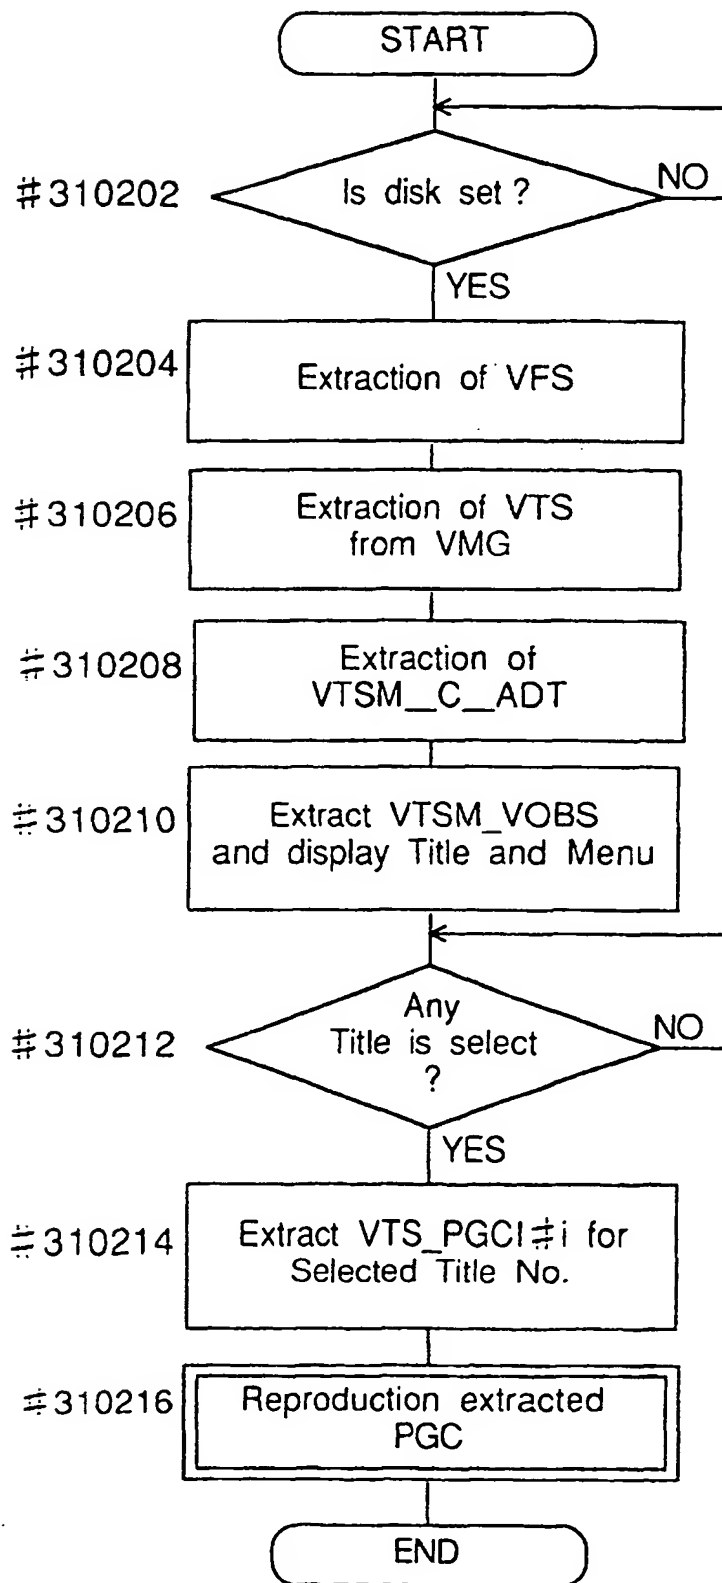 START
#310202
Is disk set ?
NO
YES
#310204
Extraction of VFS
#310206
Extraction of VTS
from VMG
#310208
Extraction of
VTSM__C__ADT
#310210
Extract VTSM_VOBS
and display Title and Menu
#310212
Any
Title is select
?
NO
YES
#310214
Extract VTS_PGCI#i for
Selected Title No.
#310216
Reproduction extracted
PGC
END